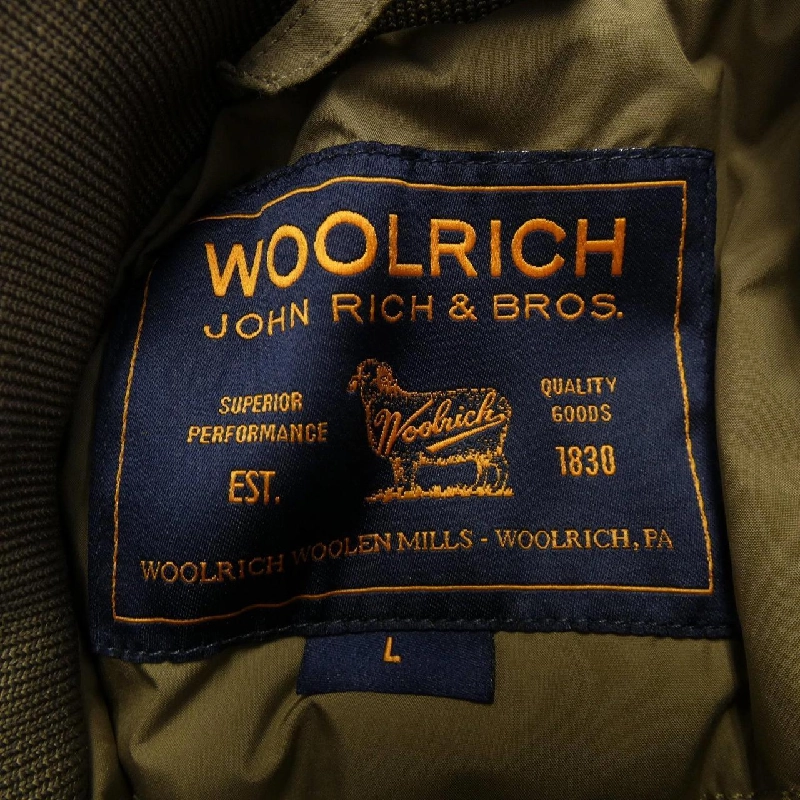 WOOLRICH
JOHN RICH & BROS.
SUPERIOR
PERFORMANCE
EST.
Woolrich
QUALITY
GOODS
1830
WOOLRICH WOOLEN MILLS - WOOLRICH, PA
L